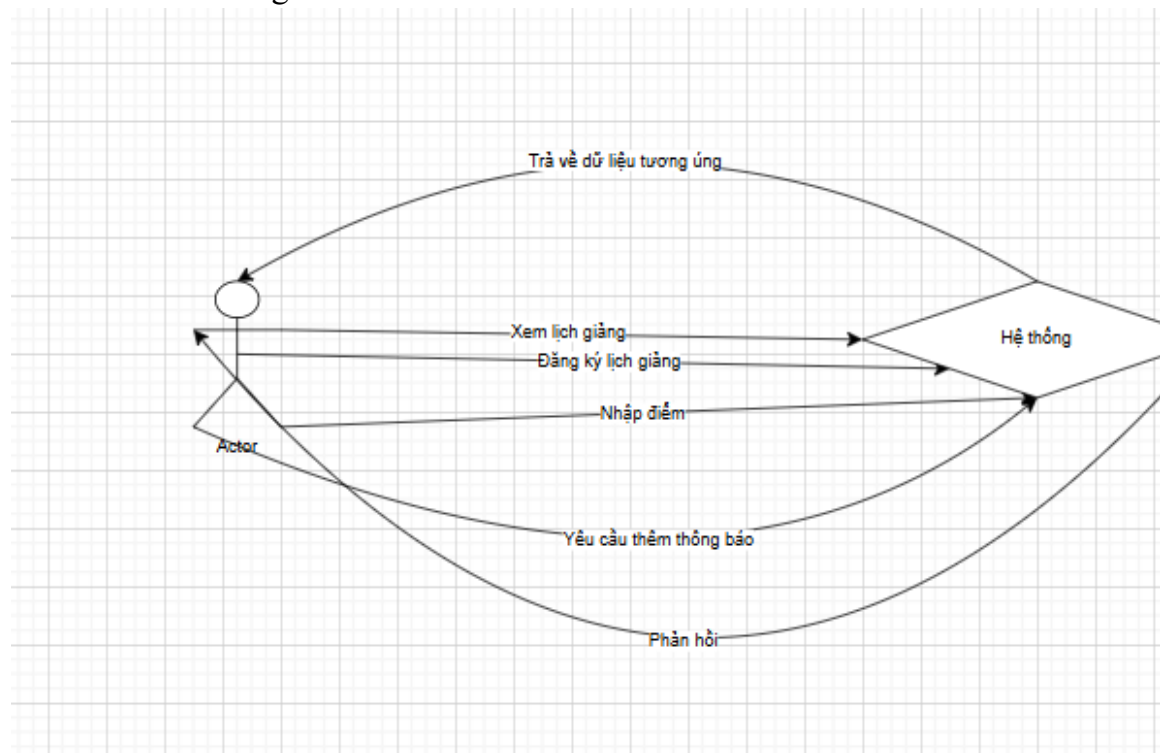 Trả về dữ liệu tương ứng
Xem lịch giảng
Hệ thống
Đăng ký lịch giảng
Nhập điểm
Actor
Yêu cầu thêm thông báo
Phản hồi